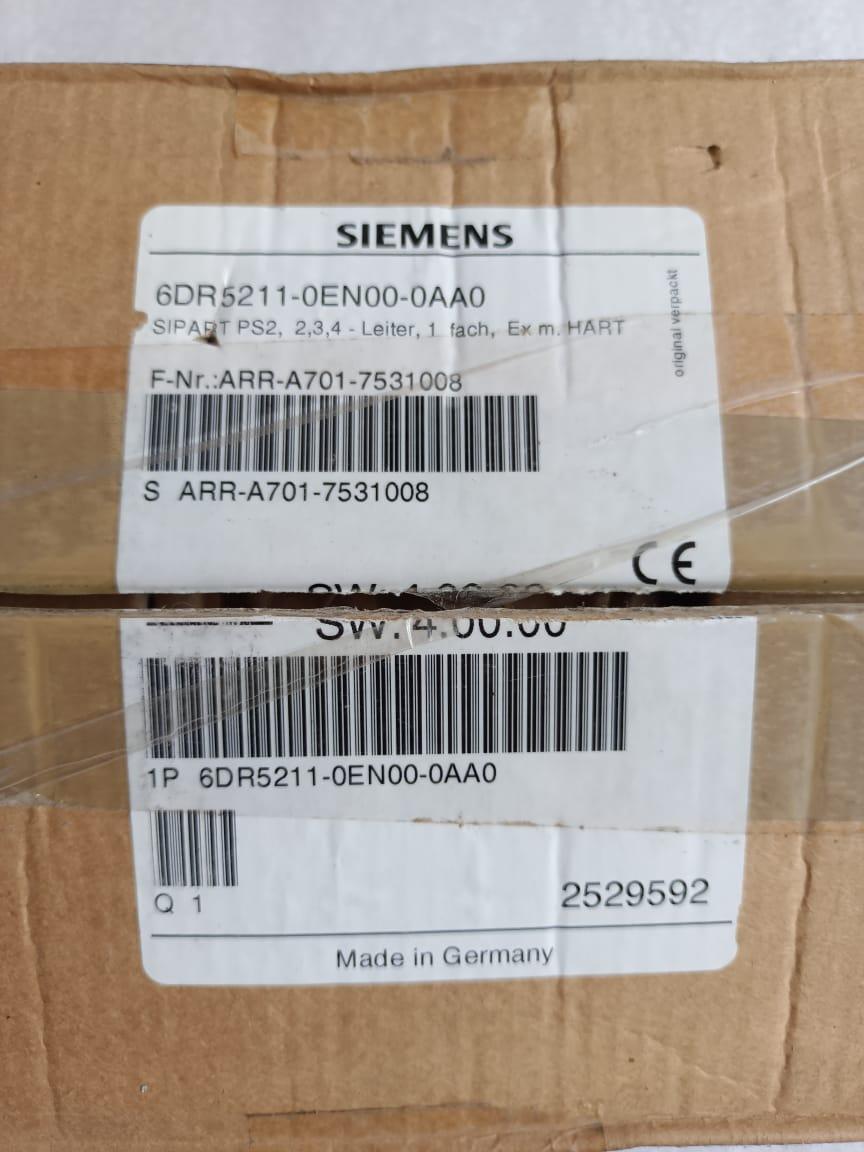 SIEMENS
6DR5211-0EN00-0AA0
SIPART PS2, 2,3,4 - Leiter, 1 fach, Ex m. HART
original verpackt
F-Nr.:ARR-A701-7531008
S ARR-A701-7531008
CE
SW.:4.00.00
1P 6DR5211-0EN00-0AA0
Q 1
2529592
Made in Germany